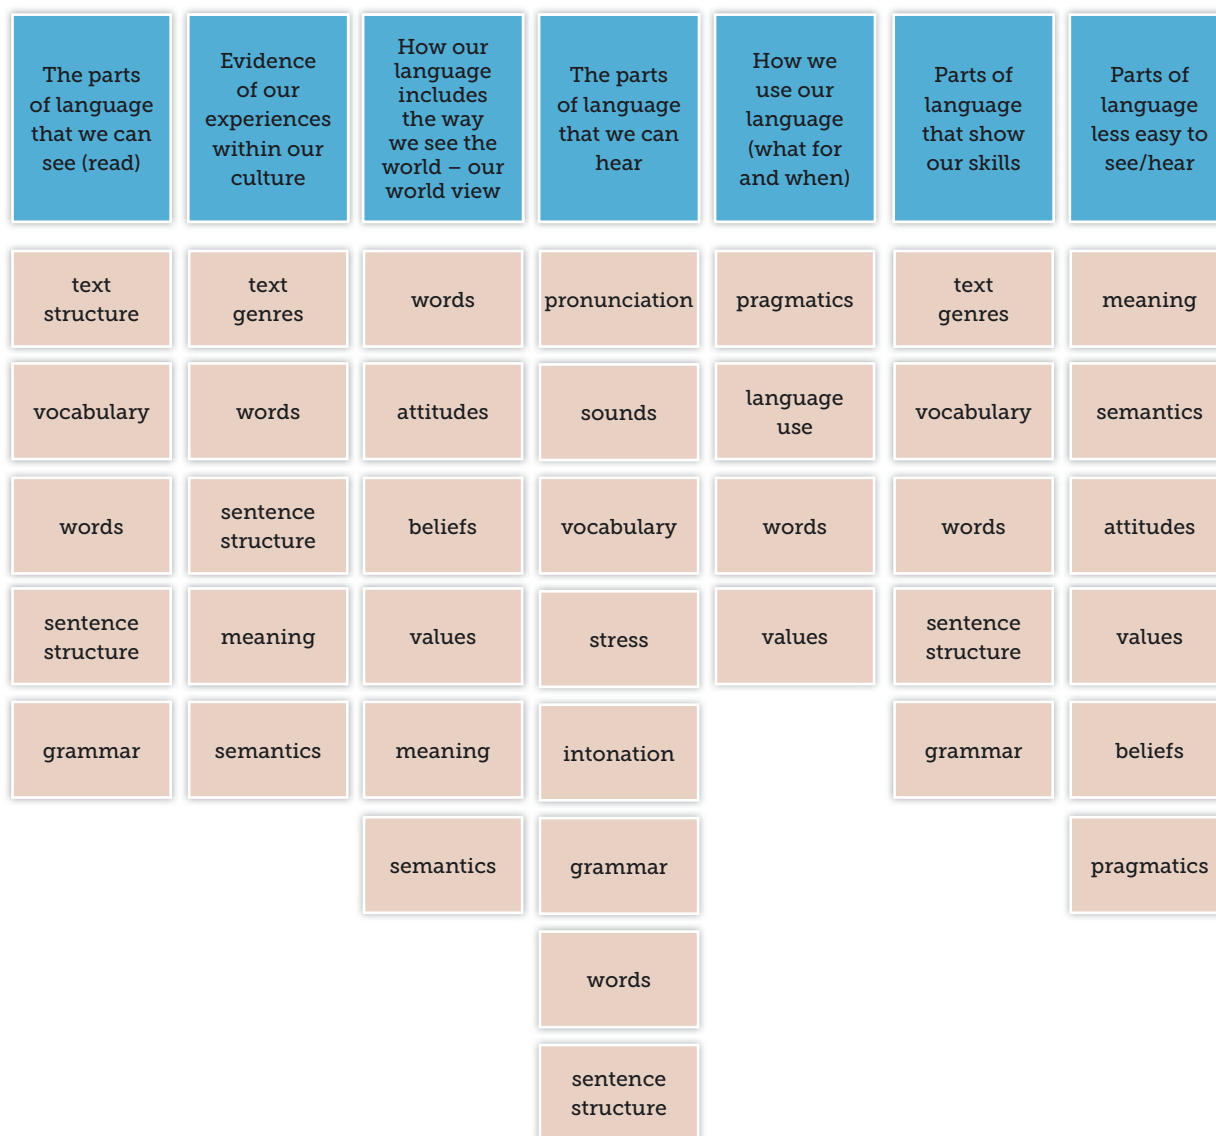 The parts
of language
that we can
see (read)
Evidence
of our
experiences
within our
culture
How our
language
includes
the way
we see the
world – our
world view
The parts
of language
that we can
hear
How we
use our
language
(what for
and when)
Parts of
language
that show
our skills
Parts of
language
less easy to
see/hear
text
structure
vocabulary
words
sentence
structure
grammar
text
genres
words
sentence
structure
meaning
semantics
words
attitudes
beliefs
values
meaning
semantics
pronunciation
sounds
vocabulary
stress
intonation
grammar
words
sentence
structure
pragmatics
language
use
words
values
text
genres
vocabulary
words
sentence
structure
grammar
meaning
semantics
attitudes
values
beliefs
pragmatics